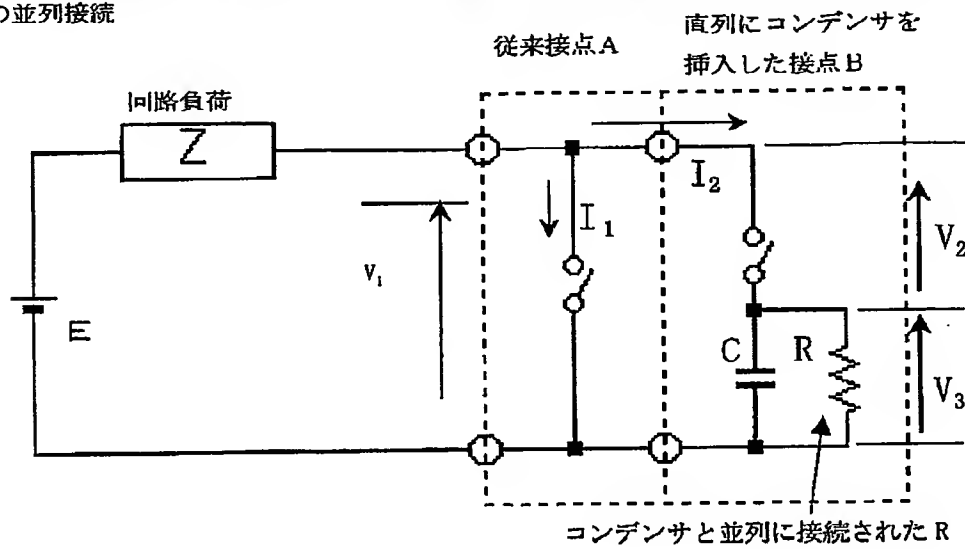 の並列接続
従来接点A
直列にコンデンサを
挿入した接点B
回路負荷
Z
I₁
I₂
V₁
V₂
E
C
R
V₃
コンデンサと並列に接続されたR